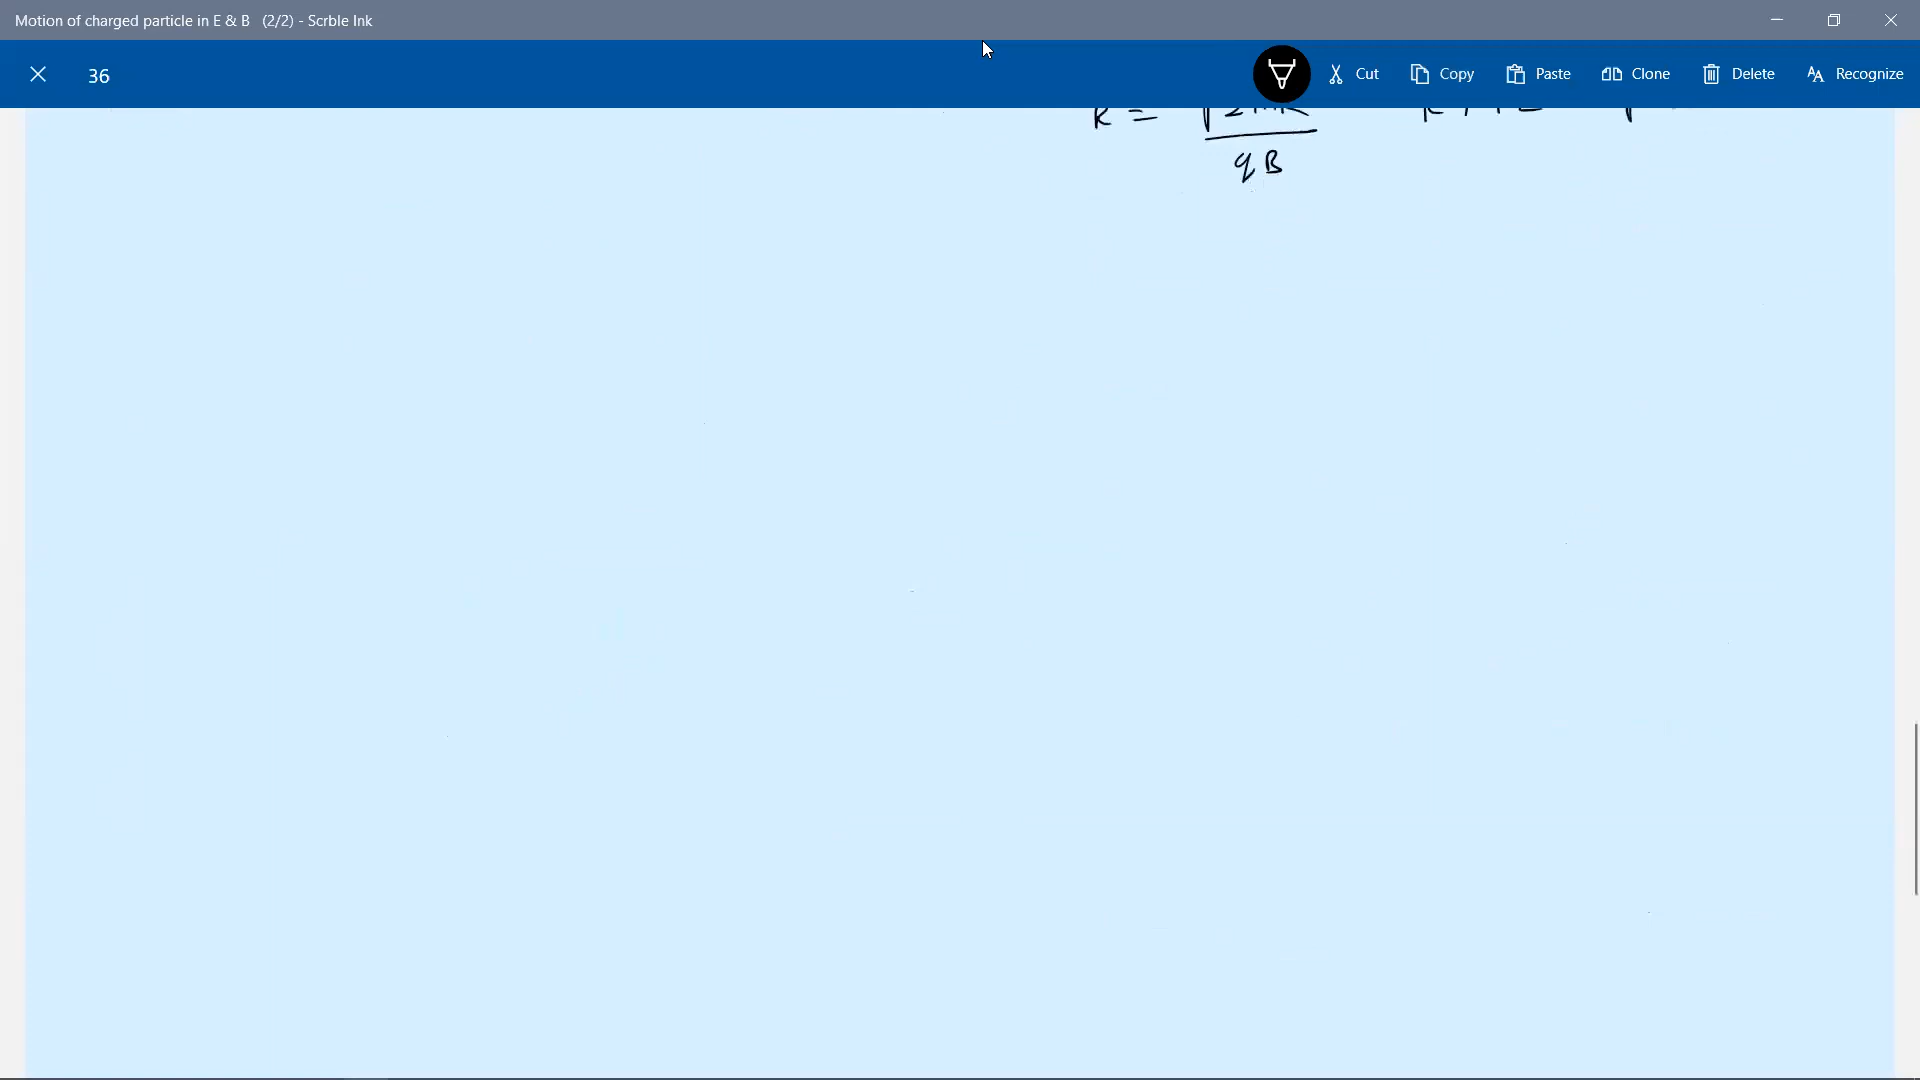 Motion of charged particle in E & B (2/2) - Scrble Ink
36 Cut Copy Paste Clone Delete Recognize
qB